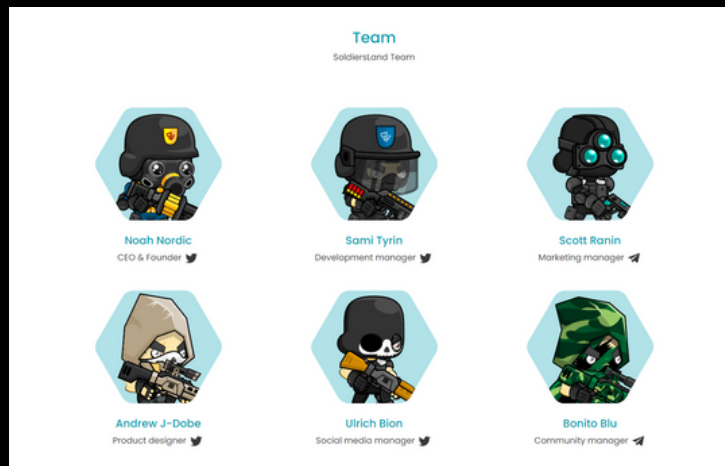 Team
SoldiersLand Team
Noah Nordic
CEO & Founder
Sami Tyrin
Development manager
Scott Ranin
Marketing manager
Andrew J-Dobe
Product designer
Ulrich Bion
Social media manager
Bonito Blu
Community manager